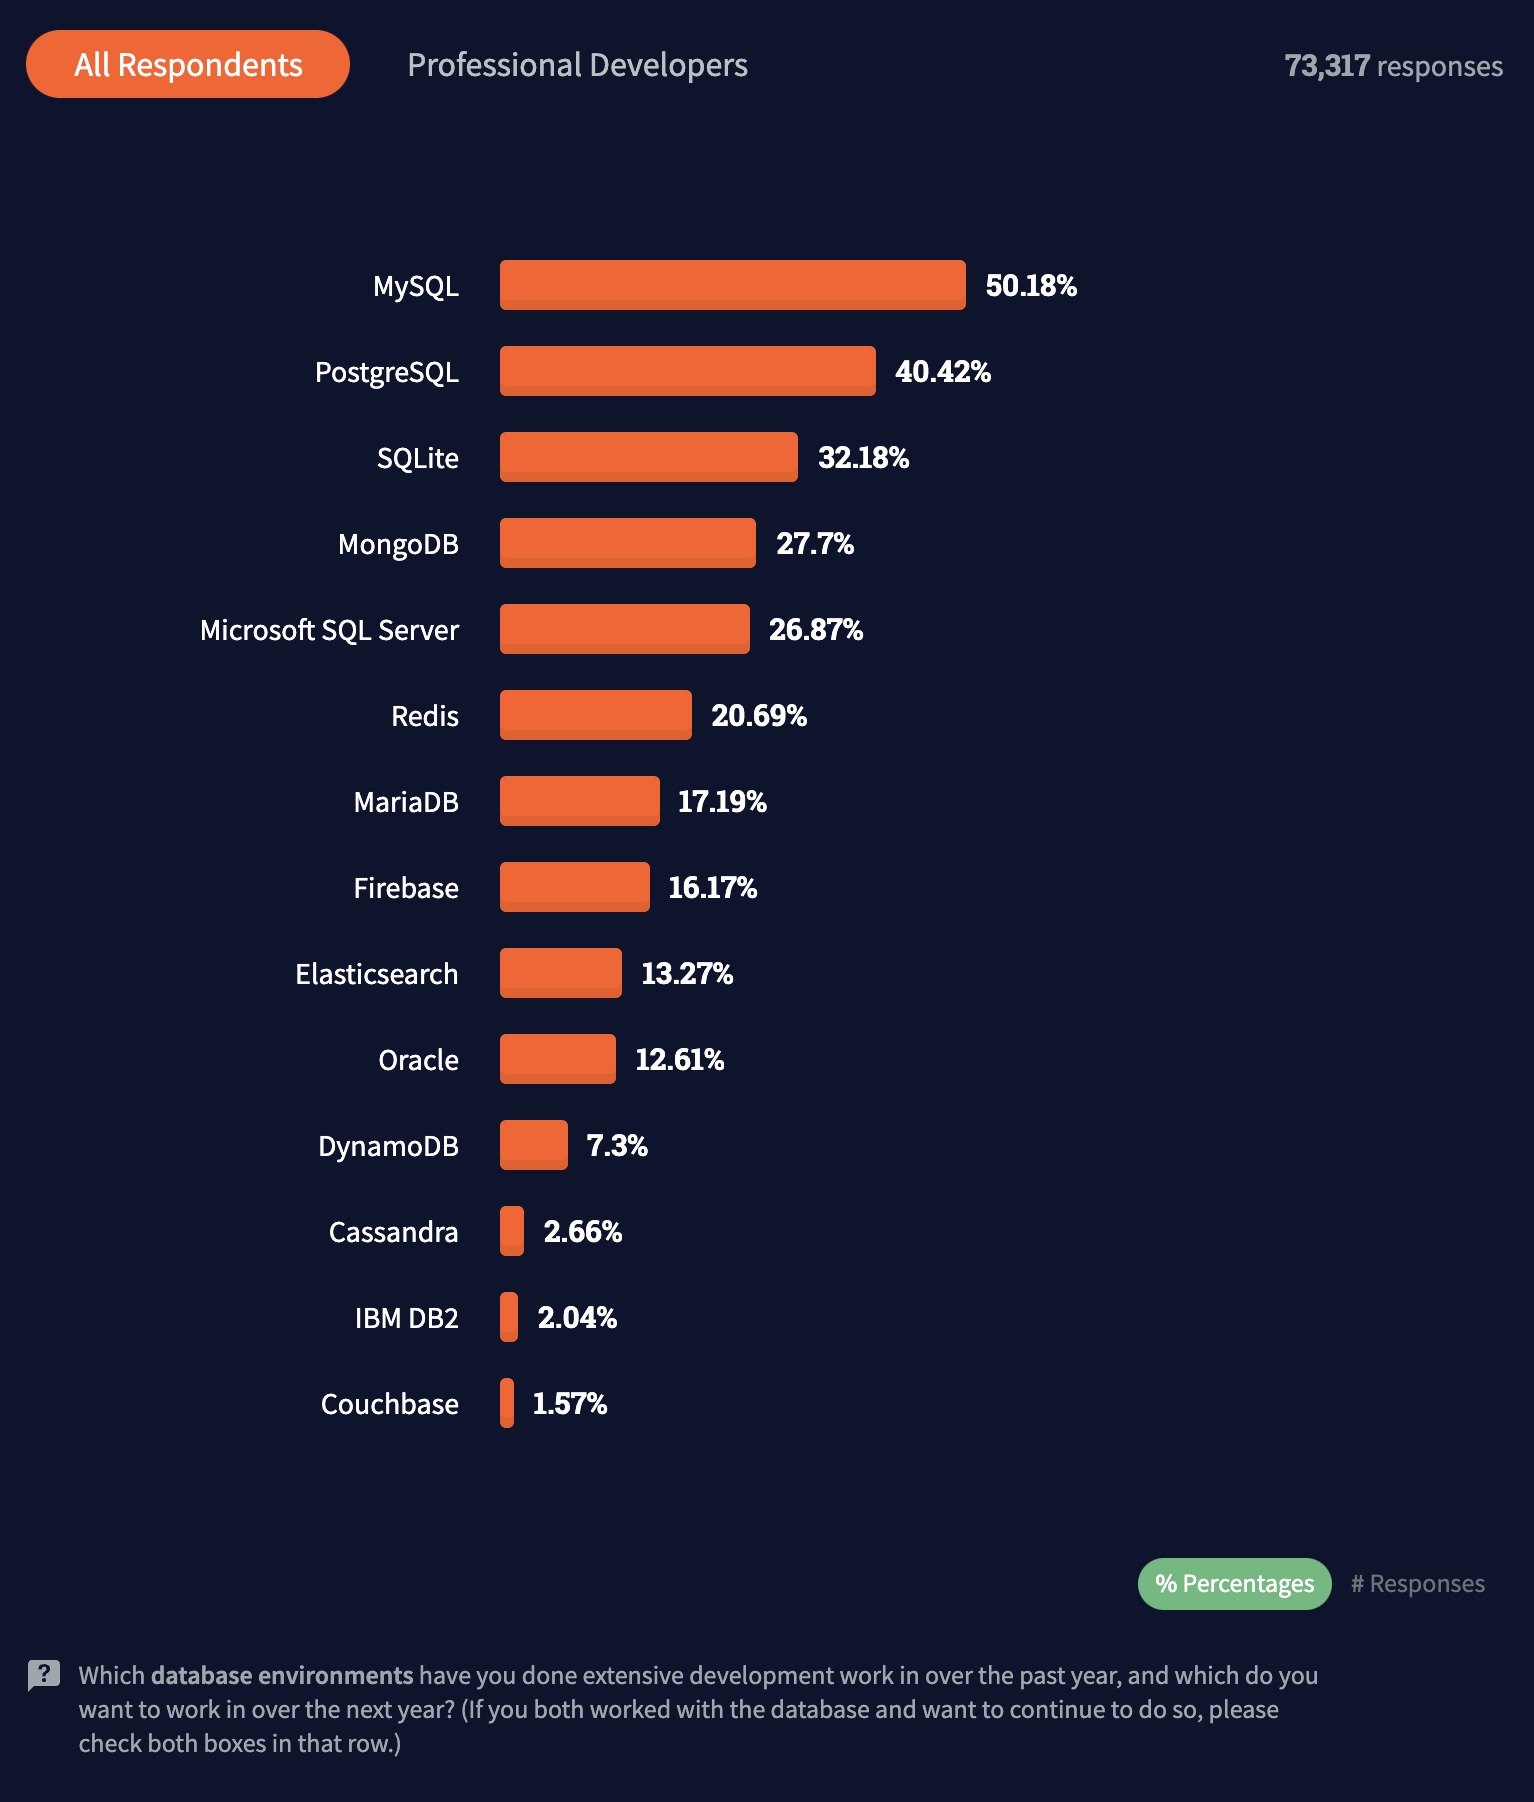 All Respondents
Professional Developers
73,317 responses
MySQL 50.18%
PostgreSQL 40.42%
SQLite 32.18%
MongoDB 27.7%
Microsoft SQL Server 26.87%
Redis 20.69%
MariaDB 17.19%
Firebase 16.17%
Elasticsearch 13.27%
Oracle 12.61%
DynamoDB 7.3%
Cassandra 2.66%
IBM DB2 2.04%
Couchbase 1.57%
% Percentages
# Responses
?
Which database environments have you done extensive development work in over the past year, and which do you
want to work in over the next year? (If you both worked with the database and want to continue to do so, please
check both boxes in that row.)